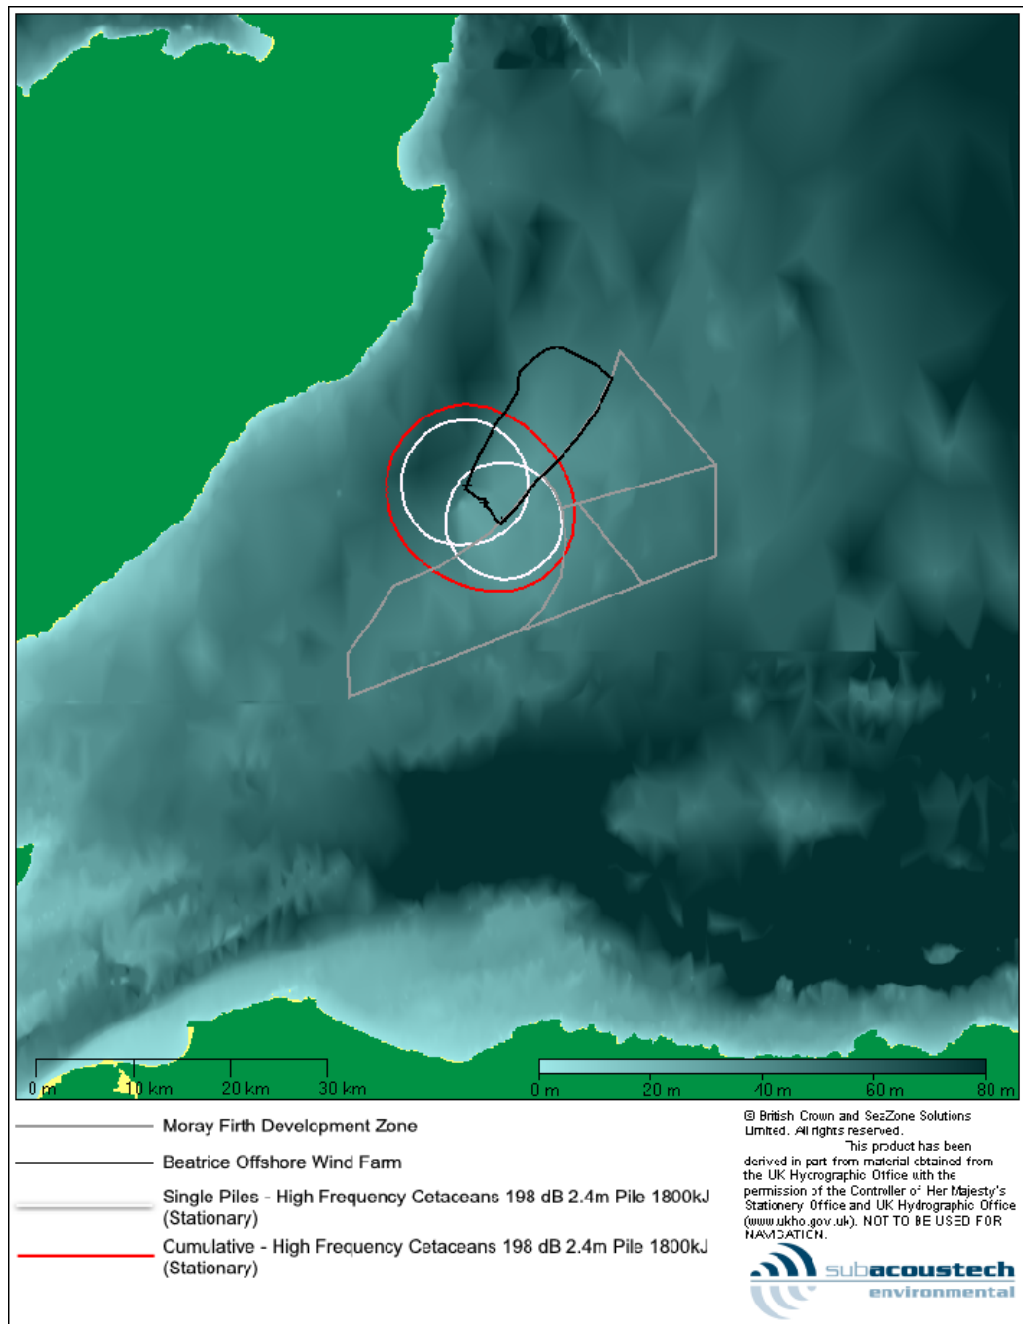 0 m 10 km 20 km 30 km
0 m 20 m 40 m 60 m 80 m
Moray Firth Development Zone
Beatrice Offshore Wind Farm
Single Piles - High Frequency Cetaceans 198 dB 2.4m Pile 1800kJ
(Stationary)
Cumulative - High Frequency Cetaceans 198 dB 2.4m Pile 1800kJ
(Stationary)
© British Crown and SeaZone Solutions
Limited. All rights reserved.
This product has been
derived in part from material obtained from
the UK Hydrographic Office with the
permission of the Controller of Her Majesty's
Stationery Office and UK Hydrographic Office
(www.ukho.gov.uk). NOT TO BE USED FOR
NAVIGATION.
subacoustech
environmental